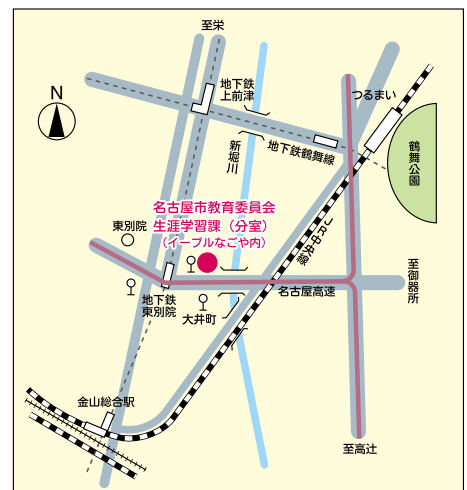 至栄
地下鉄
上前津
つるまい
N
新堀川
地下鉄鶴舞線
鶴舞公園
名古屋市教育委員会
生涯学習課（分室）
（イーブルなごや内）
東別院
JR中央線
至御器所
地下鉄
東別院
大井町
名古屋高速
金山総合駅
至高辻